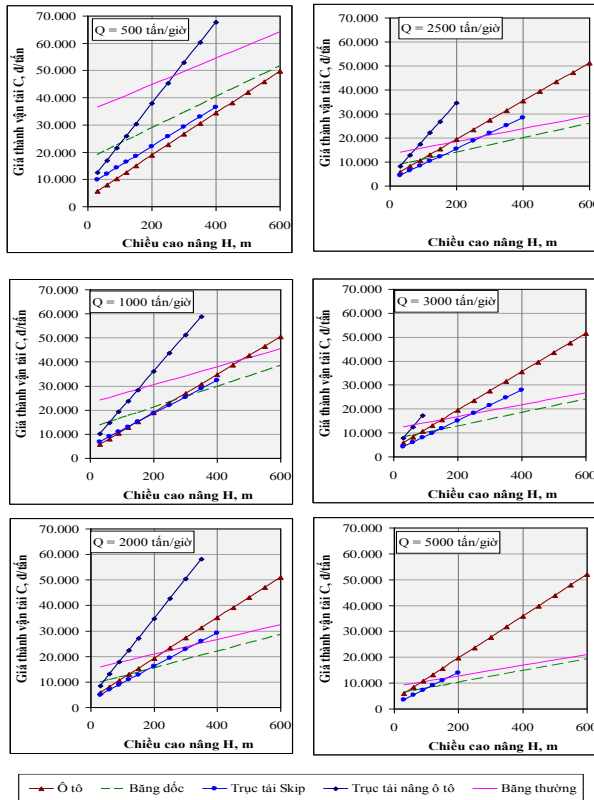 Q = 500 tấn/giờ
Giá thành vận tải C, đ/tấn
70.000
60.000
50.000
40.000
30.000
20.000
10.000
0
0 200 400 600
Chiều cao nâng H, m
Q = 2500 tấn/giờ
Giá thành vận tải C, đ/tấn
70.000
60.000
50.000
40.000
30.000
20.000
10.000
0
0 200 400 600
Chiều cao nâng H, m
Q = 1000 tấn/giờ
Giá thành vận tải C, đ/tấn
70.000
60.000
50.000
40.000
30.000
20.000
10.000
0
0 200 400 600
Chiều cao nâng H, m
Q = 3000 tấn/giờ
Giá thành vận tải C, đ/tấn
70.000
60.000
50.000
40.000
30.000
20.000
10.000
0
0 200 400 600
Chiều cao nâng H, m
Q = 2000 tấn/giờ
Giá thành vận tải C, đ/tấn
70.000
60.000
50.000
40.000
30.000
20.000
10.000
0
0 200 400 600
Chiều cao nâng H, m
Q = 5000 tấn/giờ
Giá thành vận tải C, đ/tấn
70.000
60.000
50.000
40.000
30.000
20.000
10.000
0
0 200 400 600
Chiều cao nâng H, m
Ô tô Băng dốc Trục tải Skip Trục tải nâng ô tô Băng thường